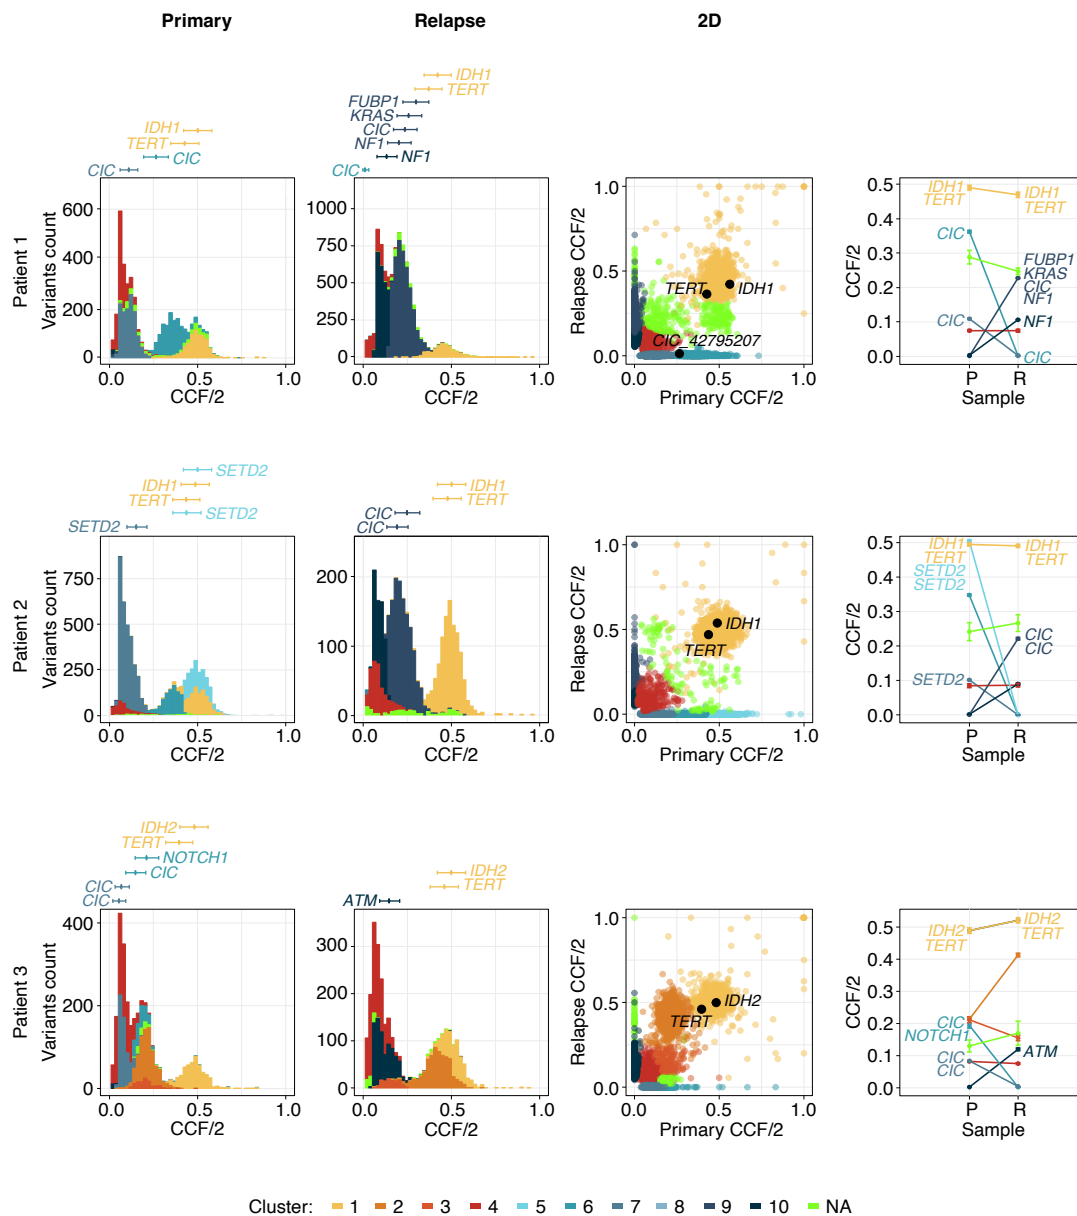 Primary
Relapse
2D
Patient 1
IDH1
TERT
CIC
CIC
Variants count
600
400
200
0
0.0
0.5
1.0
CCF/2
IDH1
TERT
FUBP1
KRAS
CIC
NF1
NF1
CIC
1000
750
500
250
0
0.0
0.5
1.0
CCF/2
Relapse CCF/2
1.0
0.5
0.0
TERT
IDH1
CIC_42795207
0.0
0.5
1.0
Primary CCF/2
CCF/2
0.5
0.4
0.3
0.2
0.1
0.0
IDH1
TERT
CIC
CIC
IDH1
TERT
FUBP1
KRAS
CIC
NF1
NF1
CIC
P
R
Sample
Patient 2
SETD2
IDH1
TERT
SETD2
SETD2
Variants count
750
500
250
0
0.0
0.5
1.0
CCF/2
IDH1
TERT
CIC
CIC
200
100
0
0.0
0.5
1.0
CCF/2
Relapse CCF/2
1.0
0.5
0.0
IDH1
TERT
0.0
0.5
1.0
Primary CCF/2
CCF/2
0.5
0.4
0.3
0.2
0.1
0.0
IDH1
TERT
SETD2
SETD2
SETD2
IDH1
TERT
CIC
CIC
P
R
Sample
Patient 3
IDH2
TERT
NOTCH1
CIC
CIC
CIC
Variants count
400
200
0
0.0
0.5
1.0
CCF/2
IDH2
TERT
ATM
300
200
100
0
0.0
0.5
1.0
CCF/2
Relapse CCF/2
1.0
0.5
0.0
IDH2
TERT
0.0
0.5
1.0
Primary CCF/2
CCF/2
0.5
0.4
0.3
0.2
0.1
0.0
IDH2
TERT
CIC
NOTCH1
CIC
CIC
IDH2
TERT
ATM
P
R
Sample
Cluster: 1 2 3 4 5 6 7 8 9 10 NA